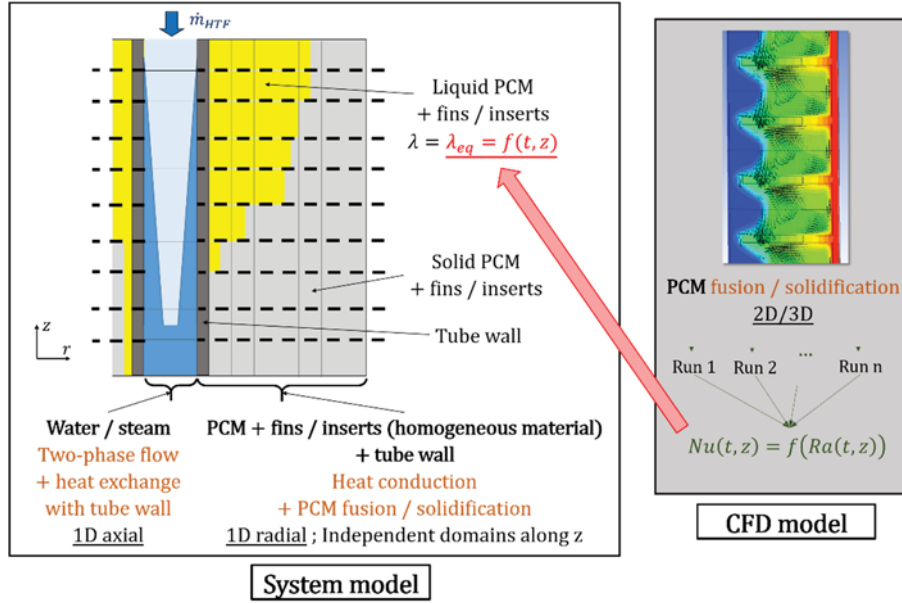 ṁ_HTF
Liquid PCM
+ fins / inserts
λ = λ_eq = f(t, z)
Solid PCM
+ fins / inserts
Tube wall
z
r
Water / steam
Two-phase flow
+ heat exchange
with tube wall
1D axial
PCM + fins / inserts (homogeneous material)
+ tube wall
Heat conduction
+ PCM fusion / solidification
1D radial ; Independent domains along z
System model
PCM fusion / solidification
2D/3D
Run 1 Run 2 ... Run n
Nu(t, z) = f(Ra(t, z))
CFD model